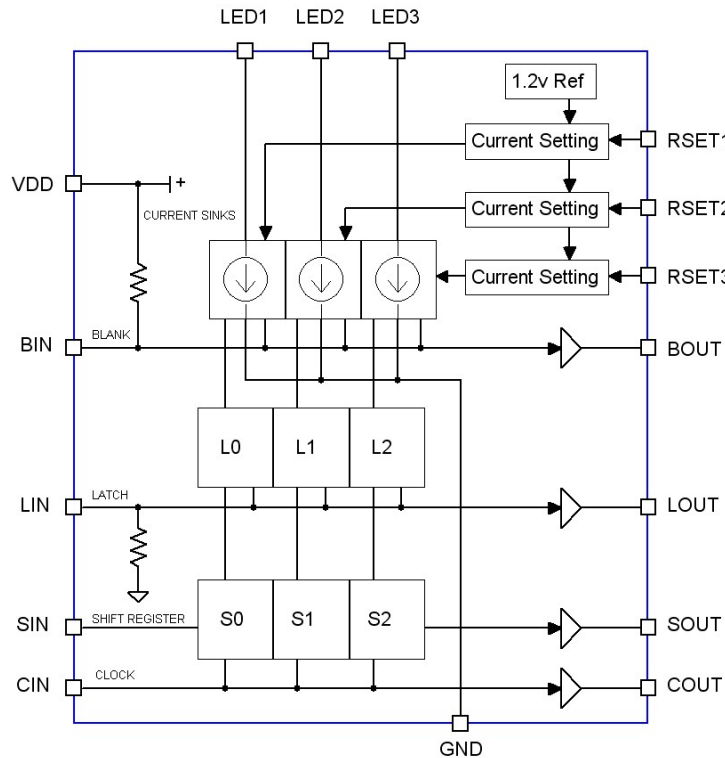 LED1 LED2 LED3
1.2v Ref
Current Setting RSET1
VDD +
CURRENT SINKS
Current Setting RSET2
Current Setting RSET3
BIN BLANK BOUT
L0 L1 L2
LIN LATCH LOUT
SIN SHIFT REGISTER S0 S1 S2 SOUT
CIN CLOCK COUT
GND